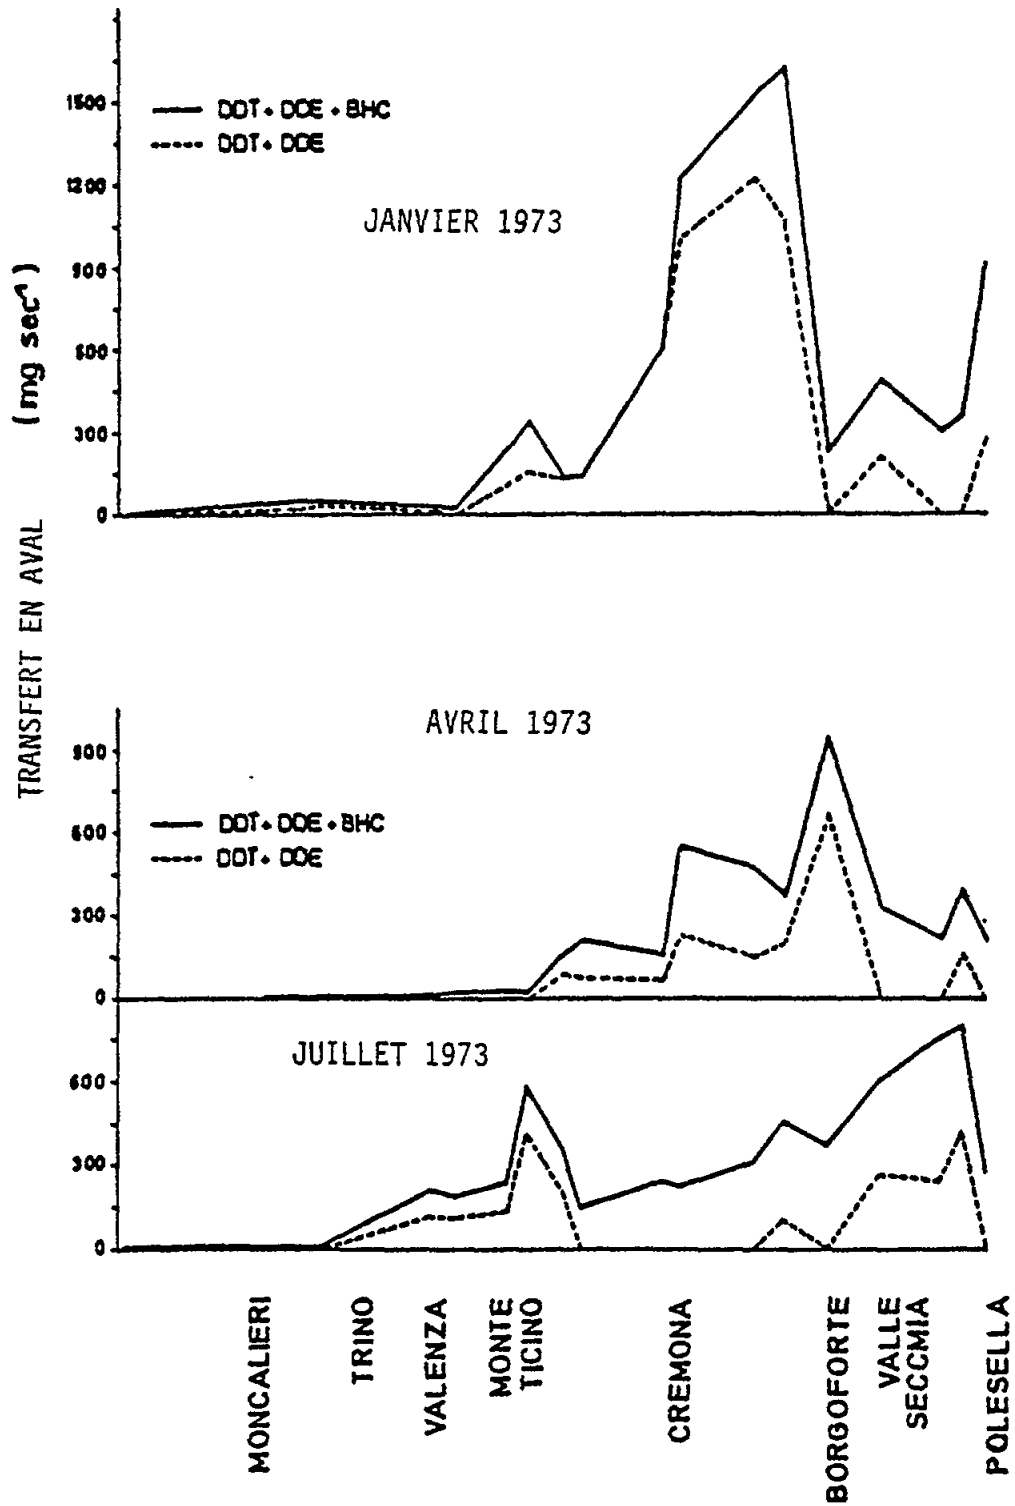 TRANSFERT EN AVAL (mg sec⁻¹)
1500
1200
900
600
300
0
DDT + DDE + BHC
DDT + DDE
JANVIER 1973
AVRIL 1973
900
600
300
0
DDT + DDE + BHC
DDT + DDE
JUILLET 1973
600
300
0
MONCALIERI
TRINO
VALENZA
MONTE
TICINO
CREMONA
BORGOFORTE
VALLE
SECCMIA
POLESELLA